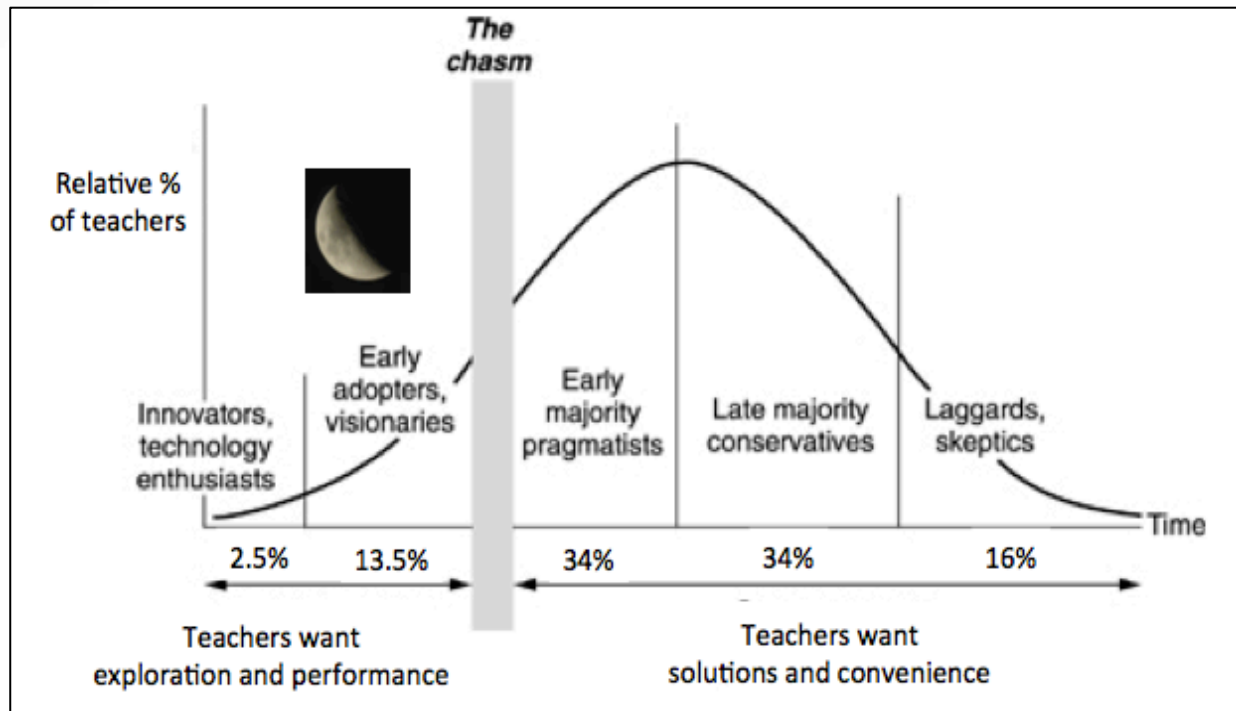 The
chasm
Relative %
of teachers
Innovators,
technology
enthusiasts
Early
adopters,
visionaries
Early
majority
pragmatists
Late majority
conservatives
Laggards,
skeptics
Time
2.5%
13.5%
34%
34%
16%
Teachers want
exploration and performance
Teachers want
solutions and convenience